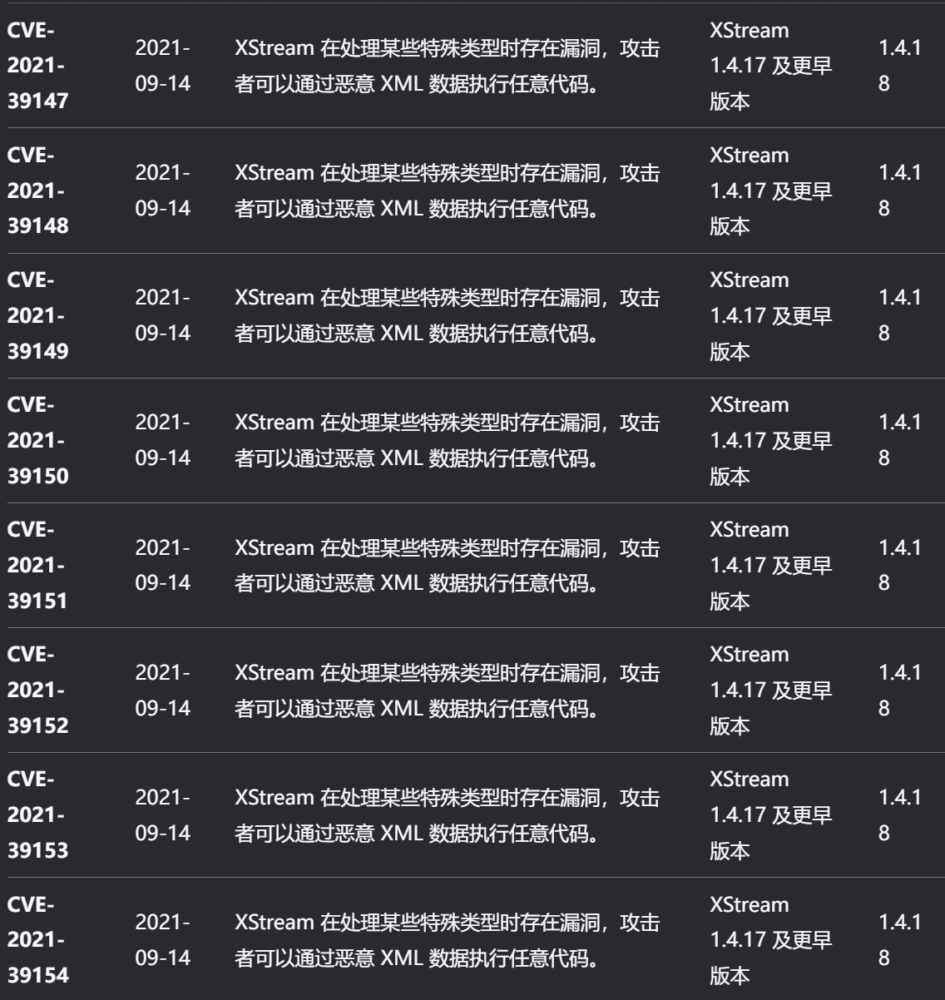 CVE-
2021-
39147
2021-
09-14
XStream 在处理某些特殊类型时存在漏洞，攻击
者可以通过恶意 XML 数据执行任意代码。
XStream
1.4.17 及更早
版本
1.4.1
8
CVE-
2021-
39148
2021-
09-14
XStream 在处理某些特殊类型时存在漏洞，攻击
者可以通过恶意 XML 数据执行任意代码。
XStream
1.4.17 及更早
版本
1.4.1
8
CVE-
2021-
39149
2021-
09-14
XStream 在处理某些特殊类型时存在漏洞，攻击
者可以通过恶意 XML 数据执行任意代码。
XStream
1.4.17 及更早
版本
1.4.1
8
CVE-
2021-
39150
2021-
09-14
XStream 在处理某些特殊类型时存在漏洞，攻击
者可以通过恶意 XML 数据执行任意代码。
XStream
1.4.17 及更早
版本
1.4.1
8
CVE-
2021-
39151
2021-
09-14
XStream 在处理某些特殊类型时存在漏洞，攻击
者可以通过恶意 XML 数据执行任意代码。
XStream
1.4.17 及更早
版本
1.4.1
8
CVE-
2021-
39152
2021-
09-14
XStream 在处理某些特殊类型时存在漏洞，攻击
者可以通过恶意 XML 数据执行任意代码。
XStream
1.4.17 及更早
版本
1.4.1
8
CVE-
2021-
39153
2021-
09-14
XStream 在处理某些特殊类型时存在漏洞，攻击
者可以通过恶意 XML 数据执行任意代码。
XStream
1.4.17 及更早
版本
1.4.1
8
CVE-
2021-
39154
2021-
09-14
XStream 在处理某些特殊类型时存在漏洞，攻击
者可以通过恶意 XML 数据执行任意代码。
XStream
1.4.17 及更早
版本
1.4.1
8